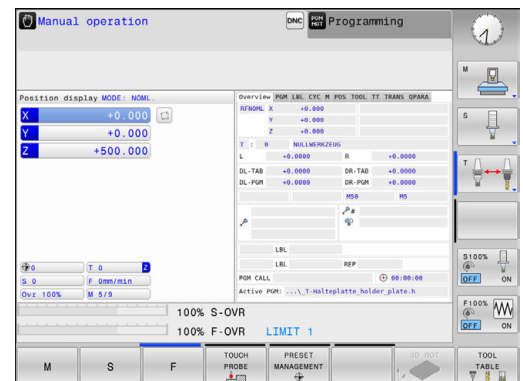 Manual operation
DNC
PGM MGT
Programming
Position display MODE: NOML.
X +0.000
Y +0.000
Z +500.000
0
T 0
Z
S 0
F 0mm/min
Ovr 100%
M 5/9
Overview PGM LBL CYC M POS TOOL TT TRANS QPARA
RFNOML X +0.000
Y +0.000
Z +0.000
T : 0 NULLWERKZEUG
L +0.0000 R +0.0000
DL-TAB +0.0000 DR-TAB +0.0000
DL-PGM +0.0000 DR-PGM +0.0000
M50 M5
P#
LBL
LBL REP
PGM CALL 00:00:00
Active PGM: ...\_T-Halteplatte_holder_plate.h
100% S-OVR
100% F-OVR LIMIT 1
M
S
F
TOUCH PROBE
PRESET MANAGEMENT
3D ROT
TOOL TABLE
M
S
T
S100%
OFF ON
F100%
OFF ON